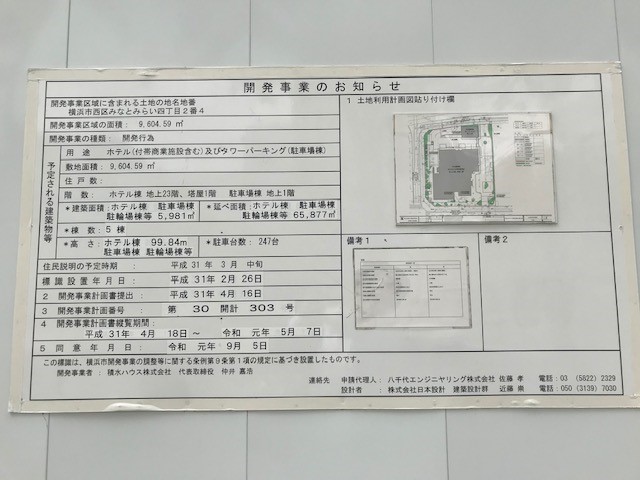 開発事業のお知らせ
開発事業区域に含まれる土地の地名地番
横浜市西区みなとみらい四丁目2番4
開発事業区域の面積: 9,604.59 ㎡
開発事業の種類: 開発行為
予定される建築物等
用途 ホテル(付帯商業施設含む)及びタワーパーキング(駐車場棟)
敷地面積: 9,604.59㎡
住戸数:
階数: ホテル棟 地上23階、塔屋1階 駐車場棟 地上1階
*建築面積:ホテル棟 駐車場棟 駐輪場棟等 5,981㎡
*延べ面積:ホテル棟 駐車場棟 駐輪場棟等 65,877㎡
*棟数: 5 棟
*高さ: ホテル棟 99.84m 駐車場棟 駐輪場棟等
*駐車台数: 247台
住民説明の予定時期: 平成 31年 3月 中旬
標識設置年月日: 平成 31年 2月 26日
2 開発事業計画書提出: 平成 31年 4月 16日
3 開発事業計画番号: 第 30 開計 303 号
4 開発事業計画書縦覧期間:
平成 31年 4月 18日 ~ 令和 元年 5月 7日
5 同意年月日: 令和 元年 9月 5日
1 土地利用計画図貼り付け欄
備考1
備考2
この標識は、横浜市開発事業の調整等に関する条例第9条第1項の規定に基づき設置したものです。
開発事業者: 積水ハウス株式会社 代表取締役 仲井 嘉浩
連絡先 申請代理人: 八千代エンジニヤリング株式会社 佐藤 孝 電話:03 (5822) 2329
設計者: 株式会社日本設計 建築設計群 近藤 崇 電話:050 (3139) 7030